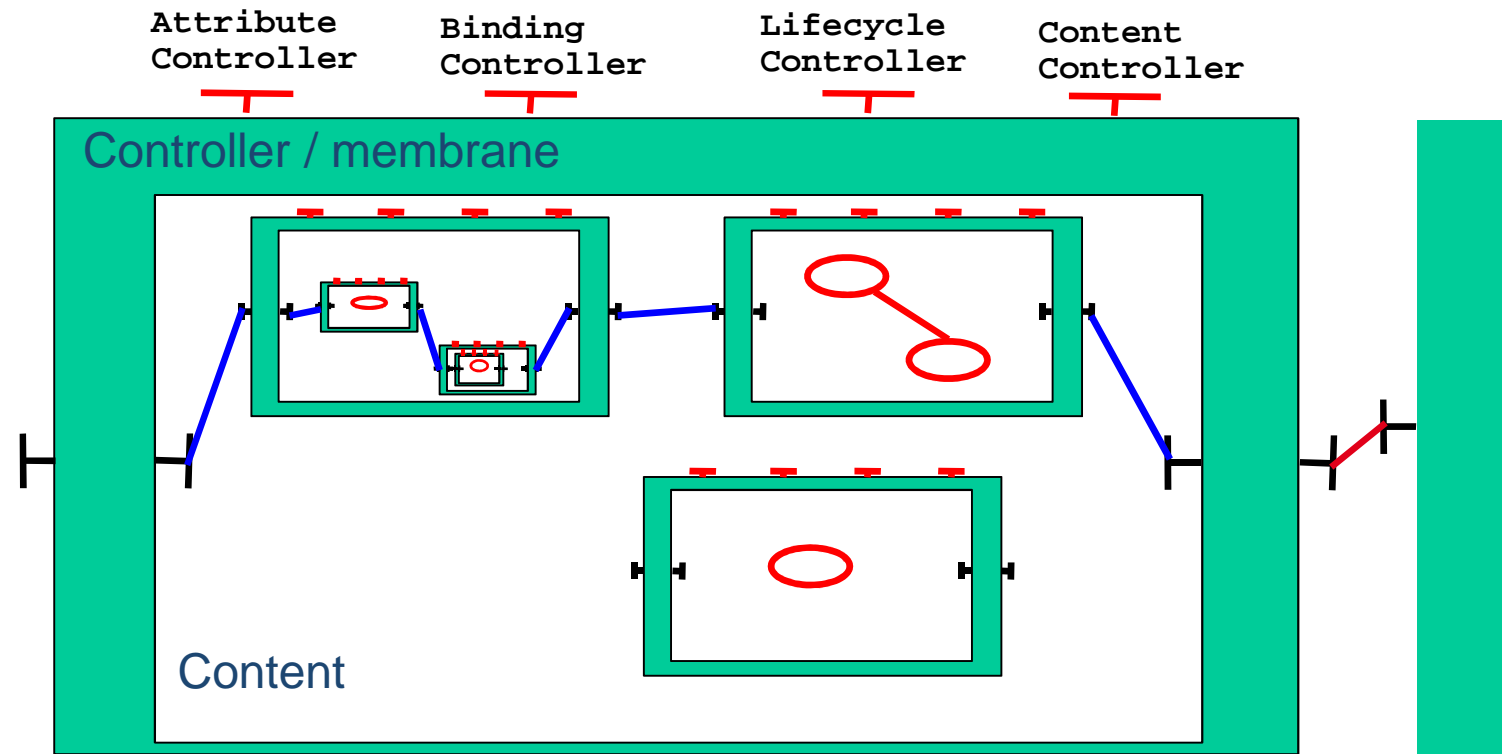 Attribute
Controller
Binding
Controller
Lifecycle
Controller
Content
Controller
Controller / membrane
Content